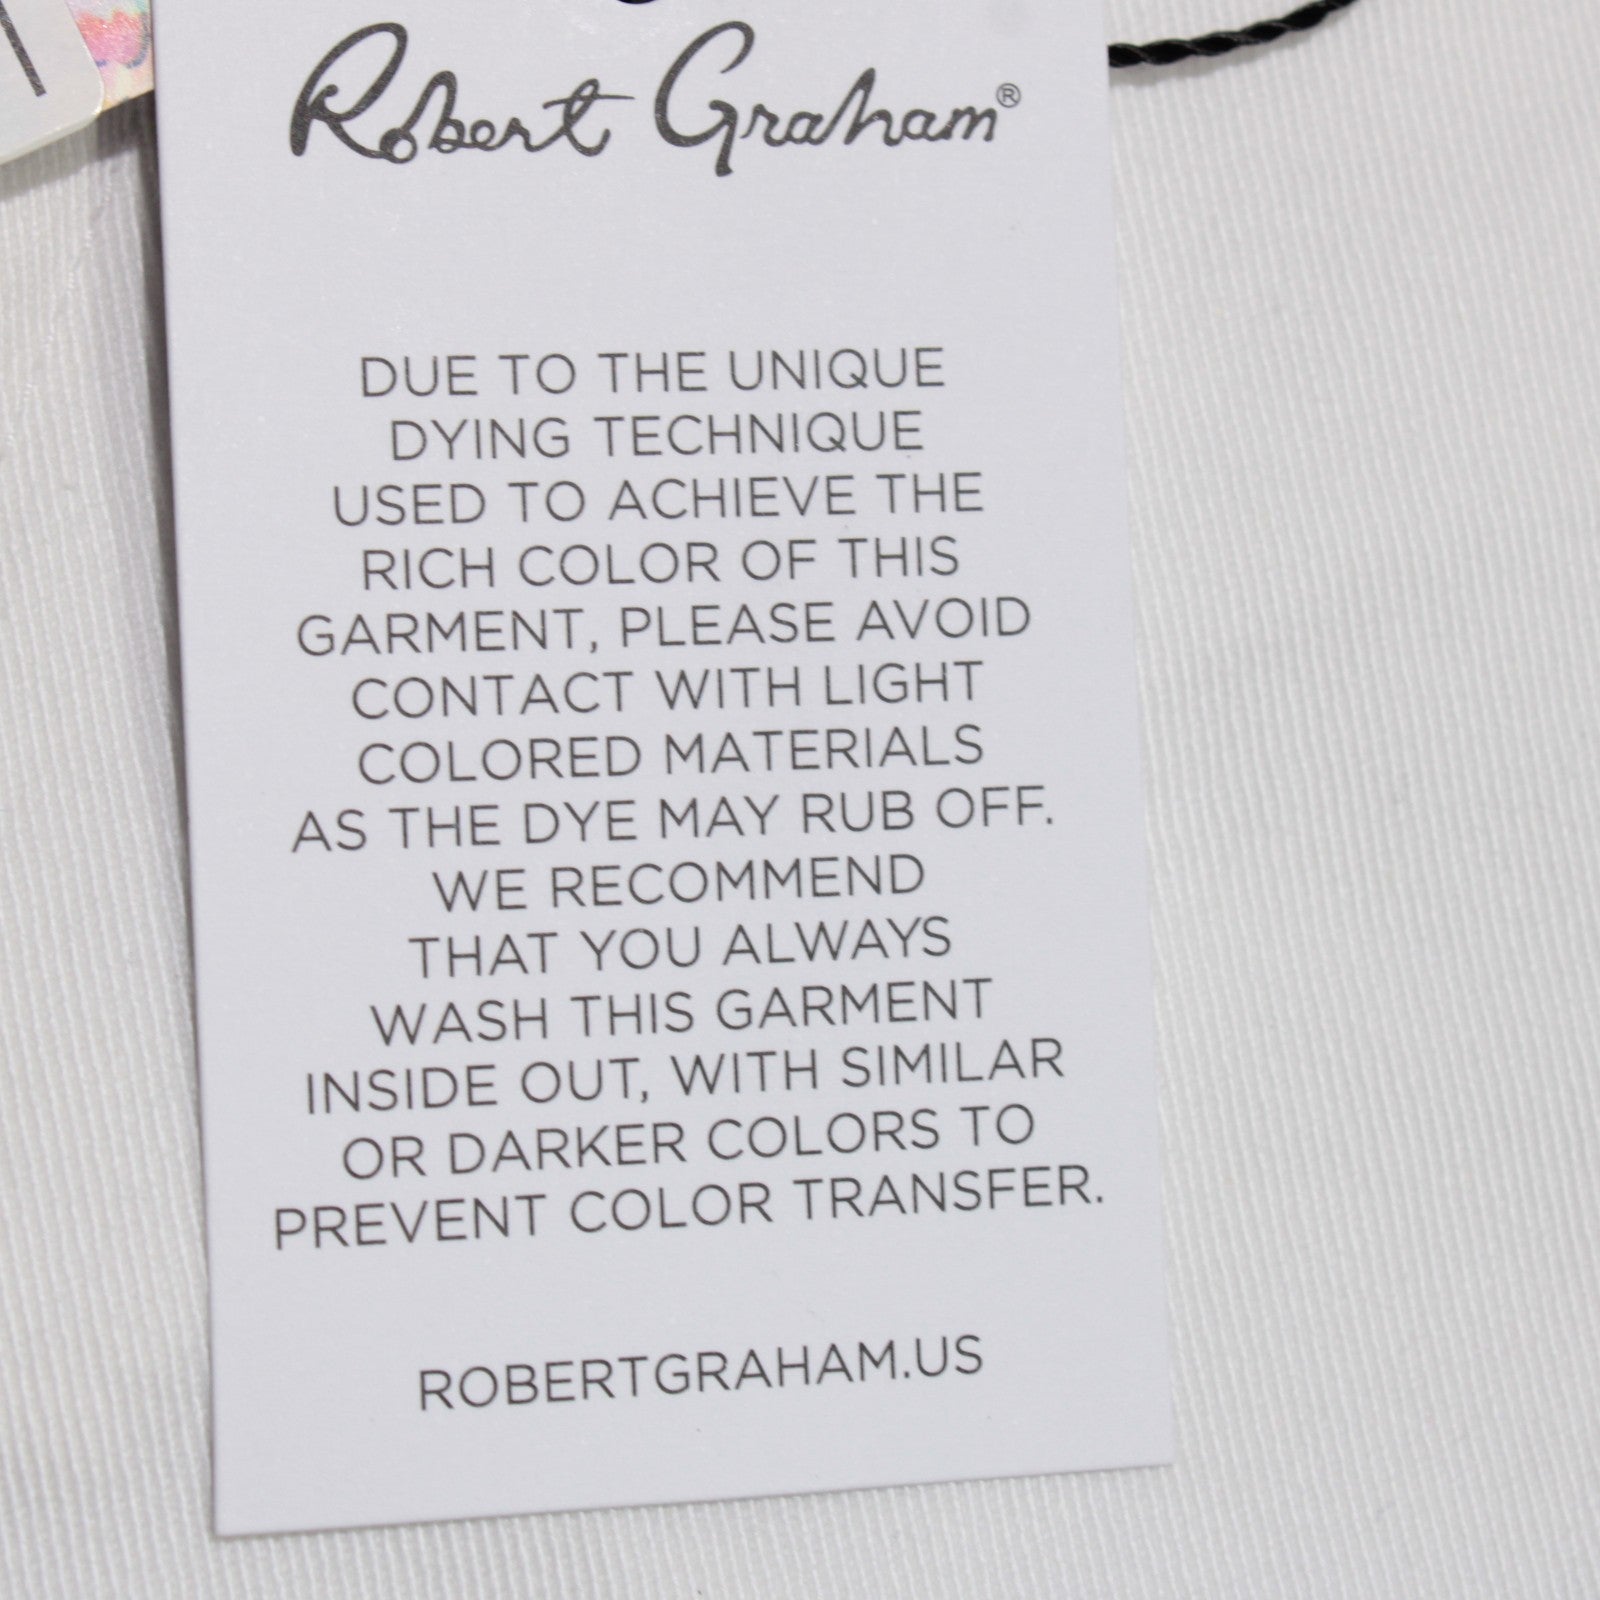 Robert Graham®
DUE TO THE UNIQUE
DYING TECHNIQUE
USED TO ACHIEVE THE
RICH COLOR OF THIS
GARMENT, PLEASE AVOID
CONTACT WITH LIGHT
COLORED MATERIALS
AS THE DYE MAY RUB OFF.
WE RECOMMEND
THAT YOU ALWAYS
WASH THIS GARMENT
INSIDE OUT, WITH SIMILAR
OR DARKER COLORS TO
PREVENT COLOR TRANSFER.
ROBERTGRAHAM.US